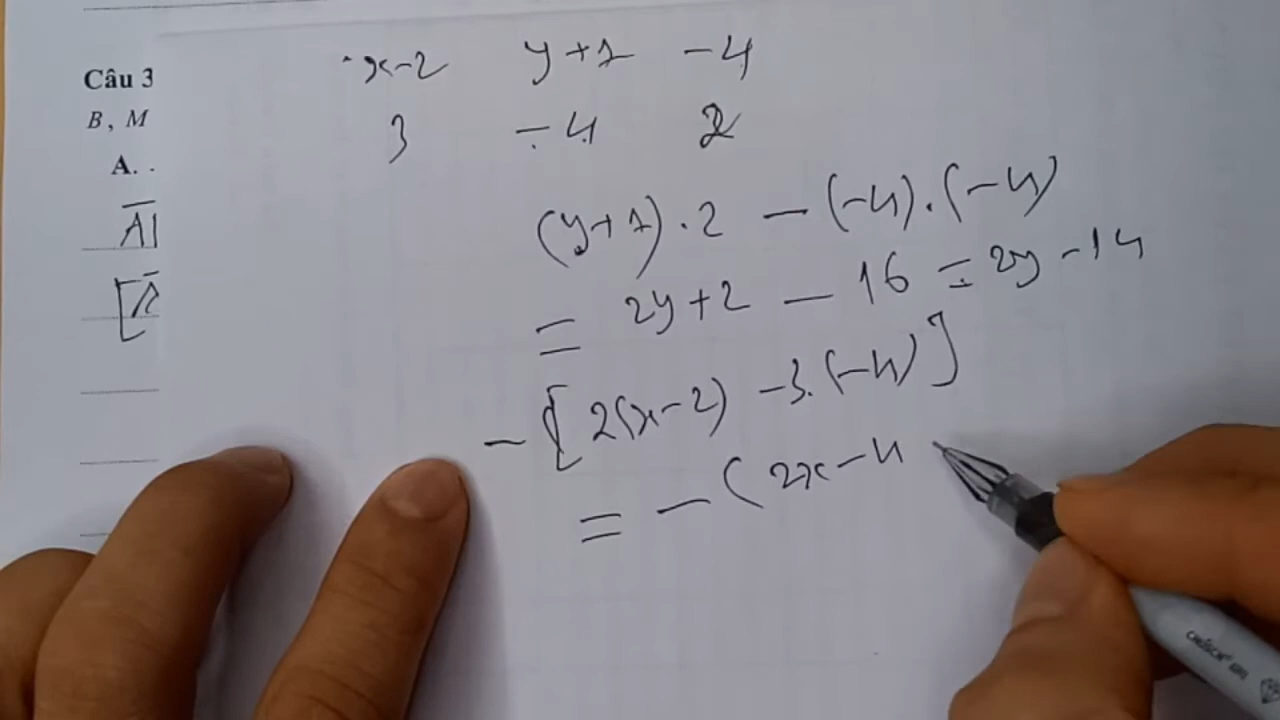 Câu 3
B, M
A. .
x-2 y+1 -4
3 -4 2
(y+1).2 - (-4).(-4)
= 2y+2 - 16 = 2y-14
- [2(x-2) -3.(-4)]
= - (2x-4